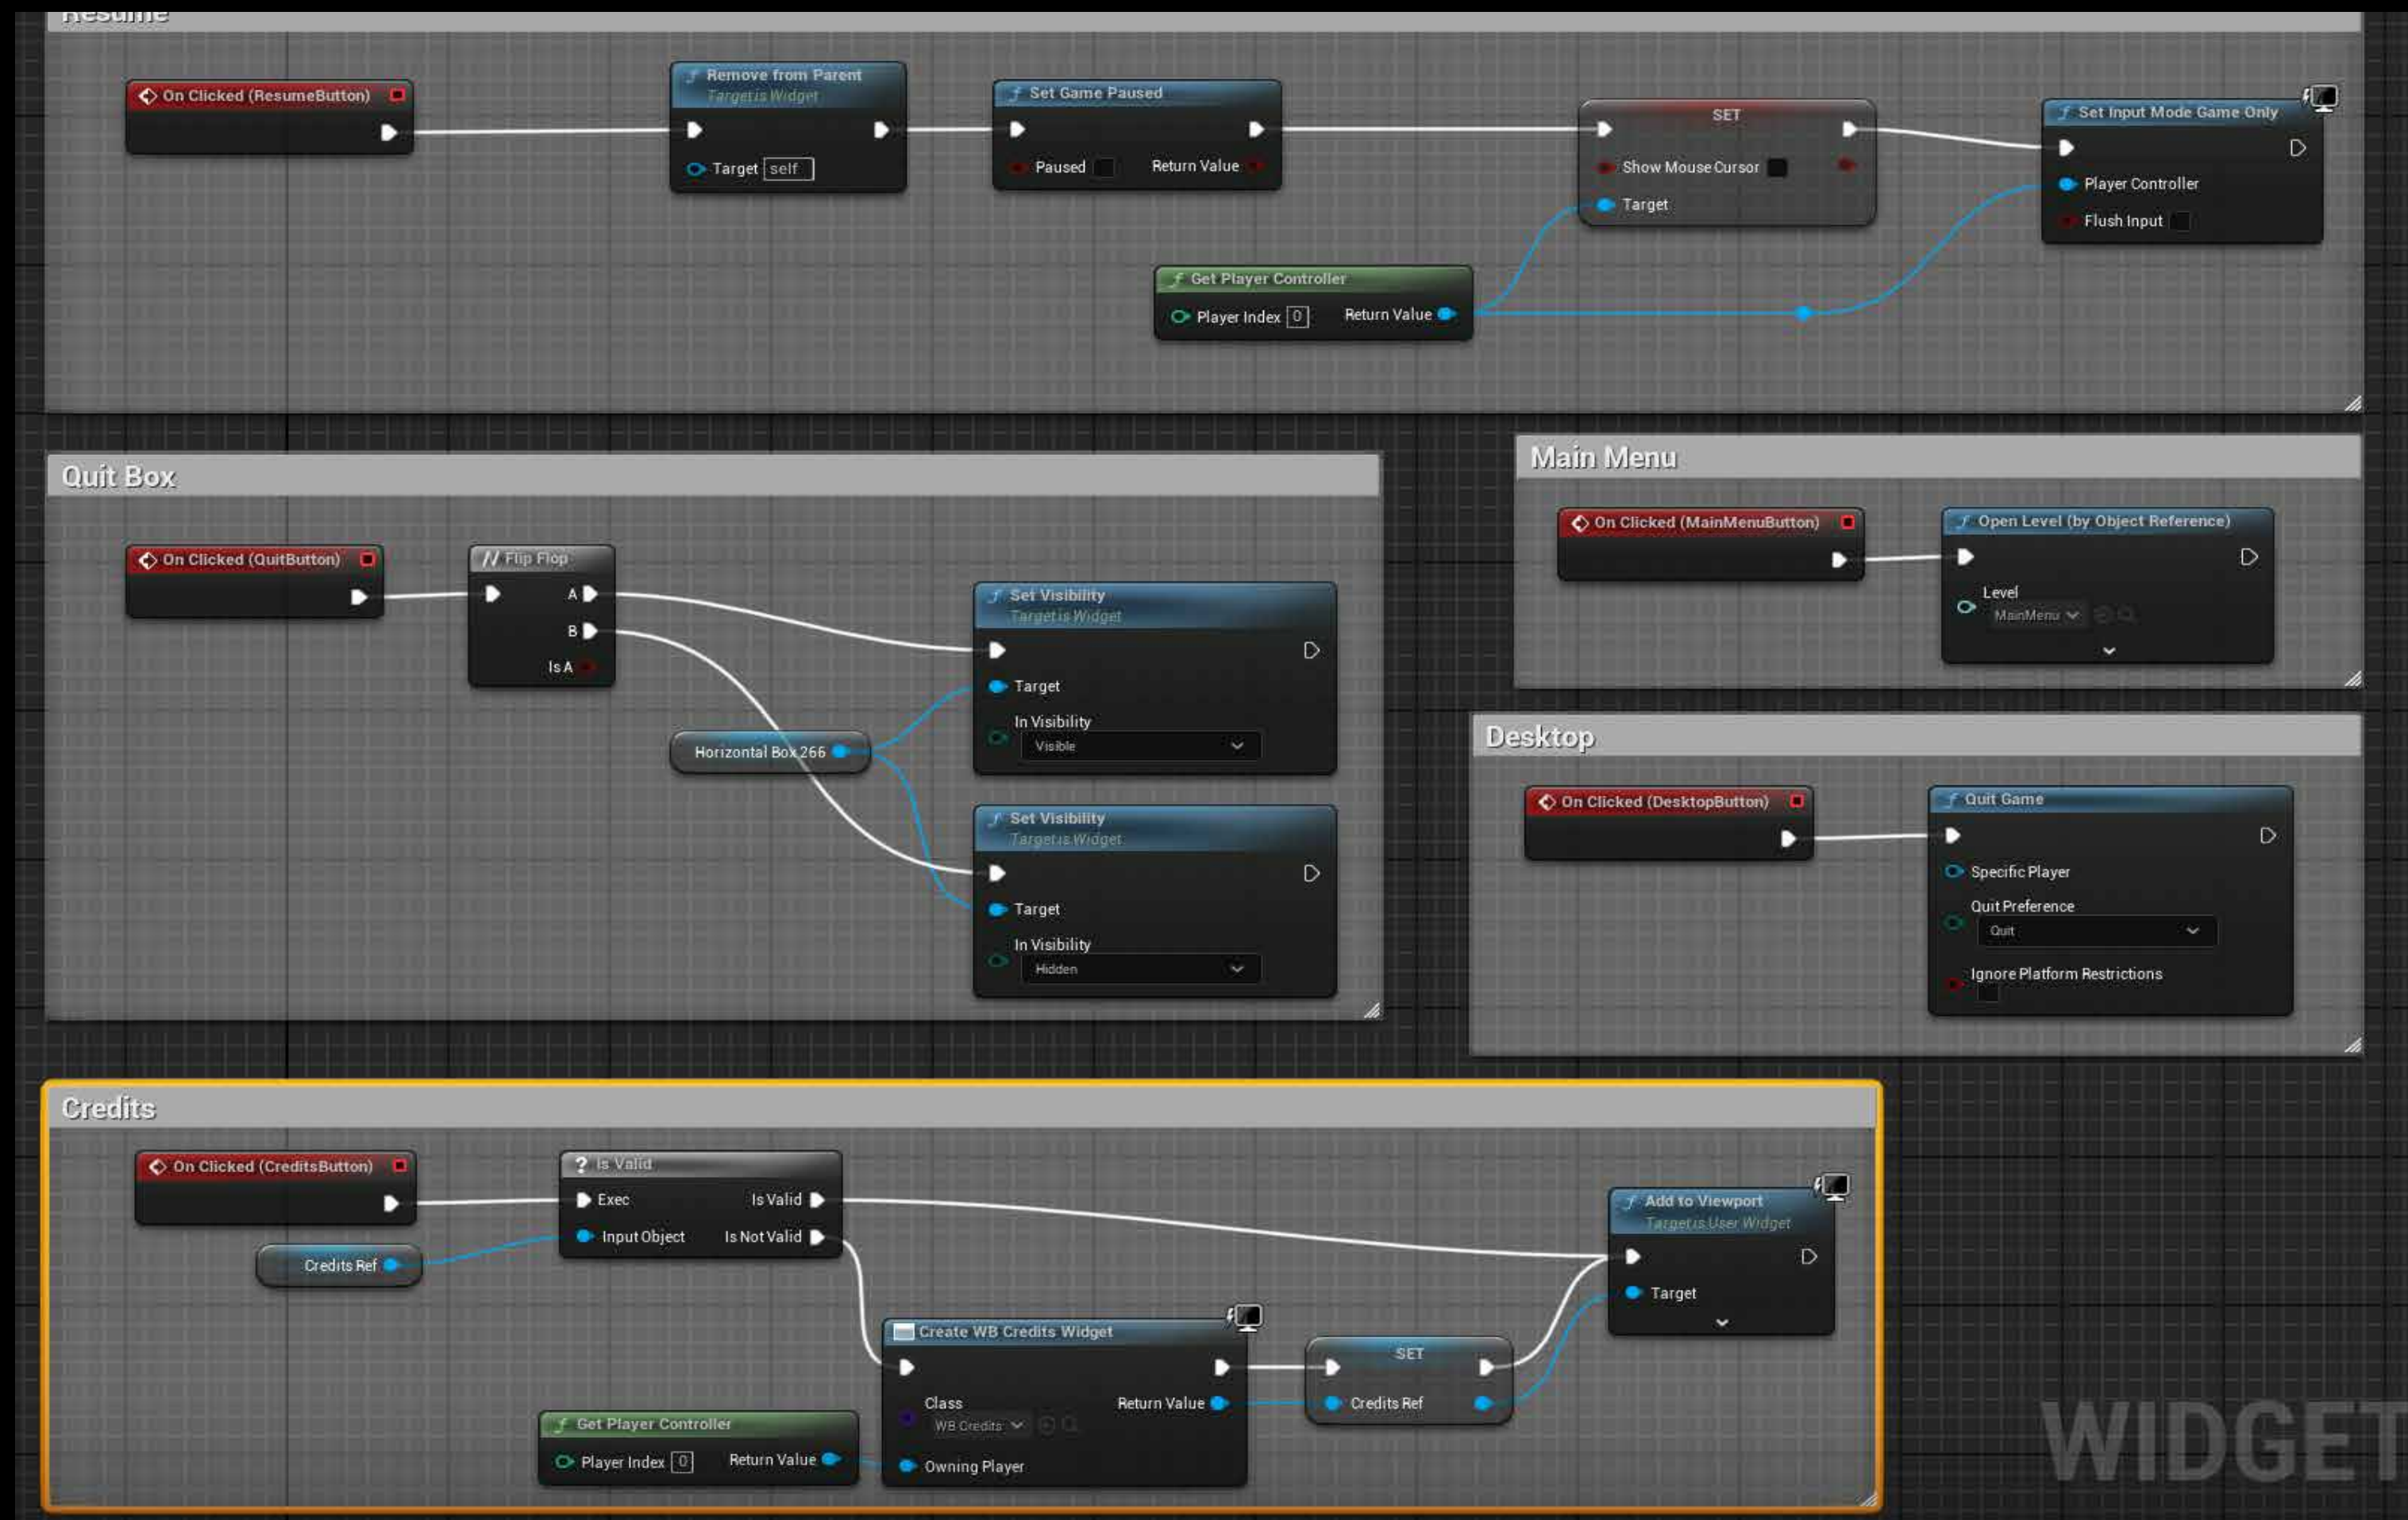 Resume
On Clicked (ResumeButton)
Remove from Parent
Target is Widget
Target self
Set Game Paused
Paused Return Value
SET
Show Mouse Cursor
Target
Set Input Mode Game Only
Player Controller
Flush Input
Get Player Controller
Player Index 0 Return Value
Quit Box
On Clicked (QuitButton)
Flip Flop
A
B
Is A
Horizontal Box 266
Set Visibility
Target is Widget
Target
In Visibility
Visible
Set Visibility
Target is Widget
Target
In Visibility
Hidden
Main Menu
On Clicked (MainMenuButton)
Open Level (by Object Reference)
Level
MainMenu
Desktop
On Clicked (DesktopButton)
Quit Game
Specific Player
Quit Preference
Quit
Ignore Platform Restrictions
Credits
On Clicked (CreditsButton)
Credits Ref
? Is Valid
Exec Is Valid
Input Object Is Not Valid
Get Player Controller
Player Index 0 Return Value
Create WB Credits Widget
Class Return Value
WB Credits
Owning Player
SET
Credits Ref
Add to Viewport
Target is User Widget
Target
WIDGET